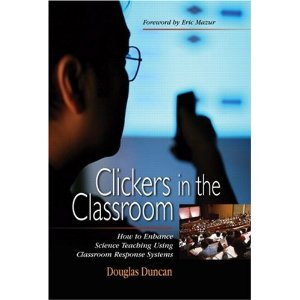 Foreword by Eric Mazur
Clickers in the
Classroom
How to Enhance
Science Teaching Using
Classroom Response Systems
Douglas Duncan